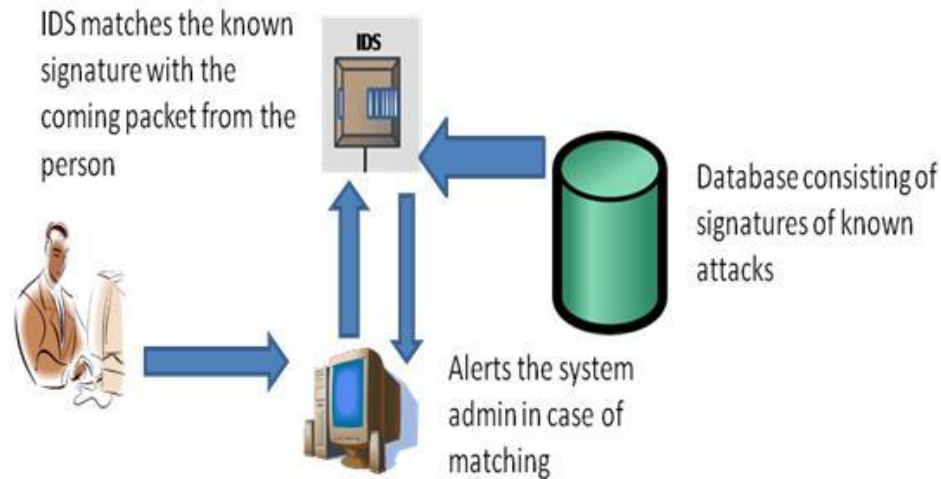 IDS matches the known
signature with the
coming packet from the
person
IDS
Database consisting of
signatures of known
attacks
Alerts the system
admin in case of
matching